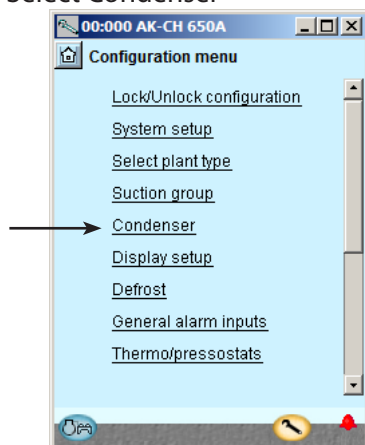 Select Condenser
00:000 AK-CH 650A
Configuration menu
Lock/Unlock configuration
System setup
Select plant type
Suction group
Condenser
Display setup
Defrost
General alarm inputs
Thermo/pressostats